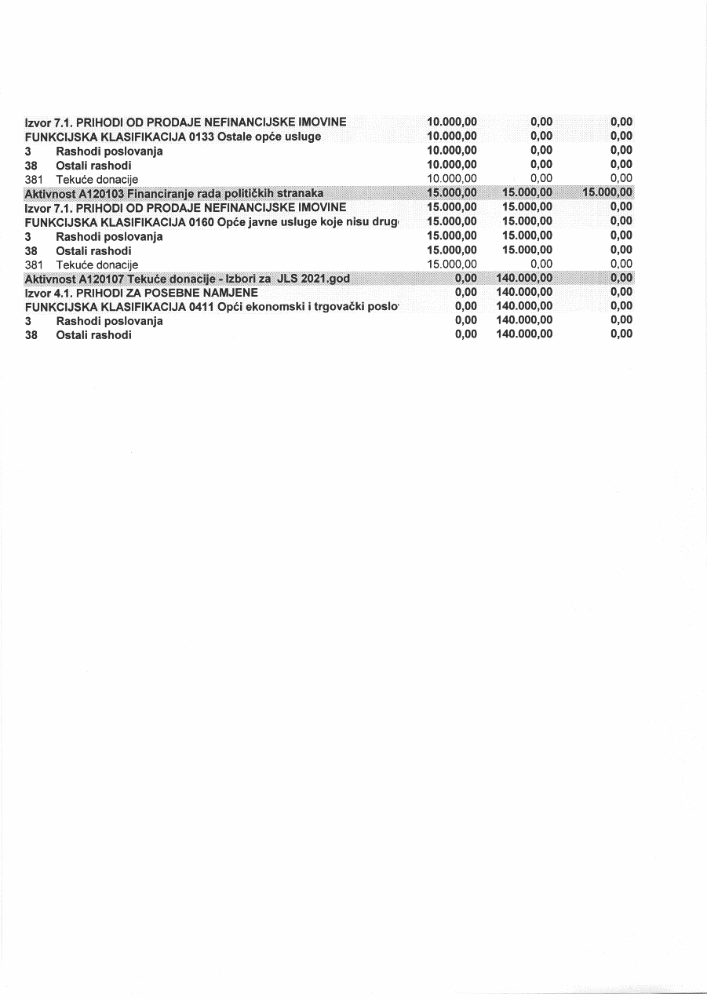 Izvor 7.1. PRIHODI OD PRODAJE NEFINANCIJSKE IMOVINE 10.000,00 0,00 0,00
FUNKCIJSKA KLASIFIKACIJA 0133 Ostale opće usluge 10.000,00 0,00 0,00
3 Rashodi poslovanja 10.000,00 0,00 0,00
38 Ostali rashodi 10.000,00 0,00 0,00
381 Tekuće donacije 10.000,00 0,00 0,00
Aktivnost A120103 Financiranje rada političkih stranaka 15.000,00 15.000,00 15.000,00
Izvor 7.1. PRIHODI OD PRODAJE NEFINANCIJSKE IMOVINE 15.000,00 15.000,00 0,00
FUNKCIJSKA KLASIFIKACIJA 0160 Opće javne usluge koje nisu drug 15.000,00 15.000,00 0,00
3 Rashodi poslovanja 15.000,00 15.000,00 0,00
38 Ostali rashodi 15.000,00 15.000,00 0,00
381 Tekuće donacije 15.000,00 0,00 0,00
Aktivnost A120107 Tekuće donacije - Izbori za JLS 2021.god 0,00 140.000,00 0,00
Izvor 4.1. PRIHODI ZA POSEBNE NAMJENE 0,00 140.000,00 0,00
FUNKCIJSKA KLASIFIKACIJA 0411 Opći ekonomski i trgovački poslo 0,00 140.000,00 0,00
3 Rashodi poslovanja 0,00 140.000,00 0,00
38 Ostali rashodi 0,00 140.000,00 0,00